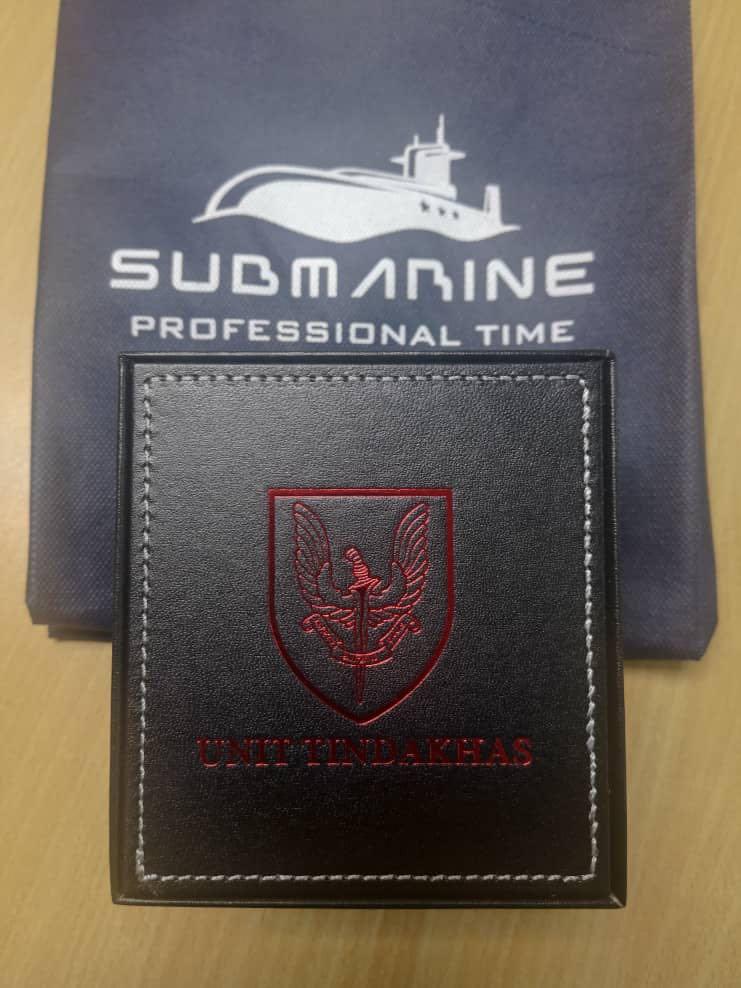 SUBMARINE
PROFESSIONAL TIME
UNIT TINDAKHAS